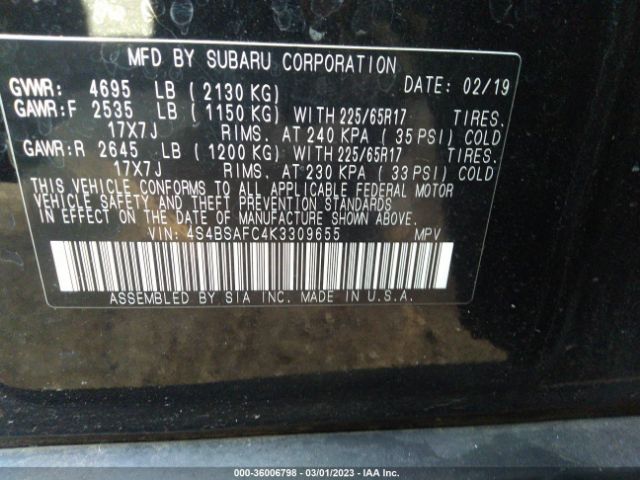 MFD BY SUBARU CORPORATION
GVWR: 4695 LB ( 2130 KG) DATE: 02/19
GAWR:F 2535 LB ( 1150 KG) WITH 225/65R17 TIRES.
17X7J RIMS. AT 240 KPA ( 35 PSI) COLD
GAWR:R 2645 LB ( 1200 KG) WITH 225/65R17 TIRES.
17X7J RIMS. AT 230 KPA ( 33 PSI) COLD
THIS VEHICLE CONFORMS TO ALL APPLICABLE FEDERAL MOTOR
VEHICLE SAFETY AND THEFT PREVENTION STANDARDS
IN EFFECT ON THE DATE OF MANUFACTURE SHOWN ABOVE.
VIN: 4S4BSAFC4K3309655 MPV
ASSEMBLED BY SIA INC. MADE IN U.S.A.
000-36006798 - 03/01/2023 - IAA Inc.